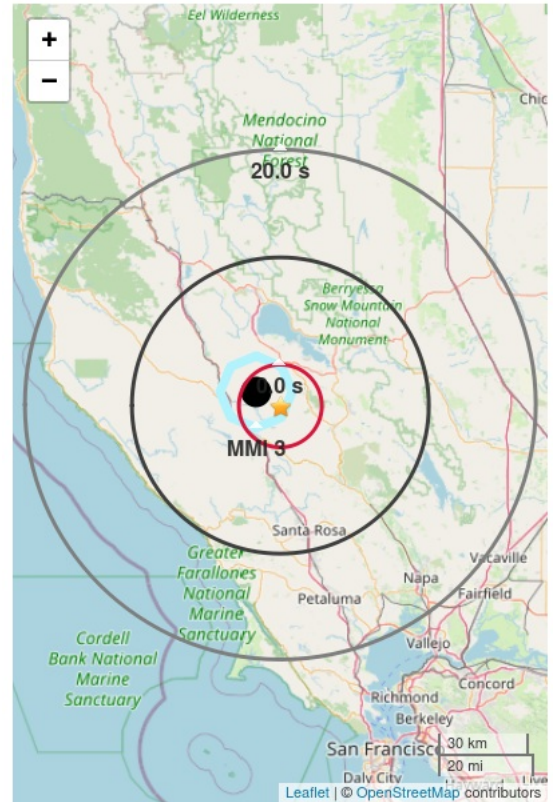 +
−
Eel Wilderness
Chic
Mendocino
National
Forest
20.0 s
Berryessa
Snow Mountain
National
Monument
0.0 s
MMI 3
Santa Rosa
Greater
Farallones
National
Marine
Sanctuary
Vacaville
Napa
Fairfield
Petaluma
Cordell
Bank National
Marine
Sanctuary
Vallejo
Concord
Richmond
Berkeley
San Francisco
30 km
20 mi
Daly City
Leaflet | © OpenStreetMap contributors